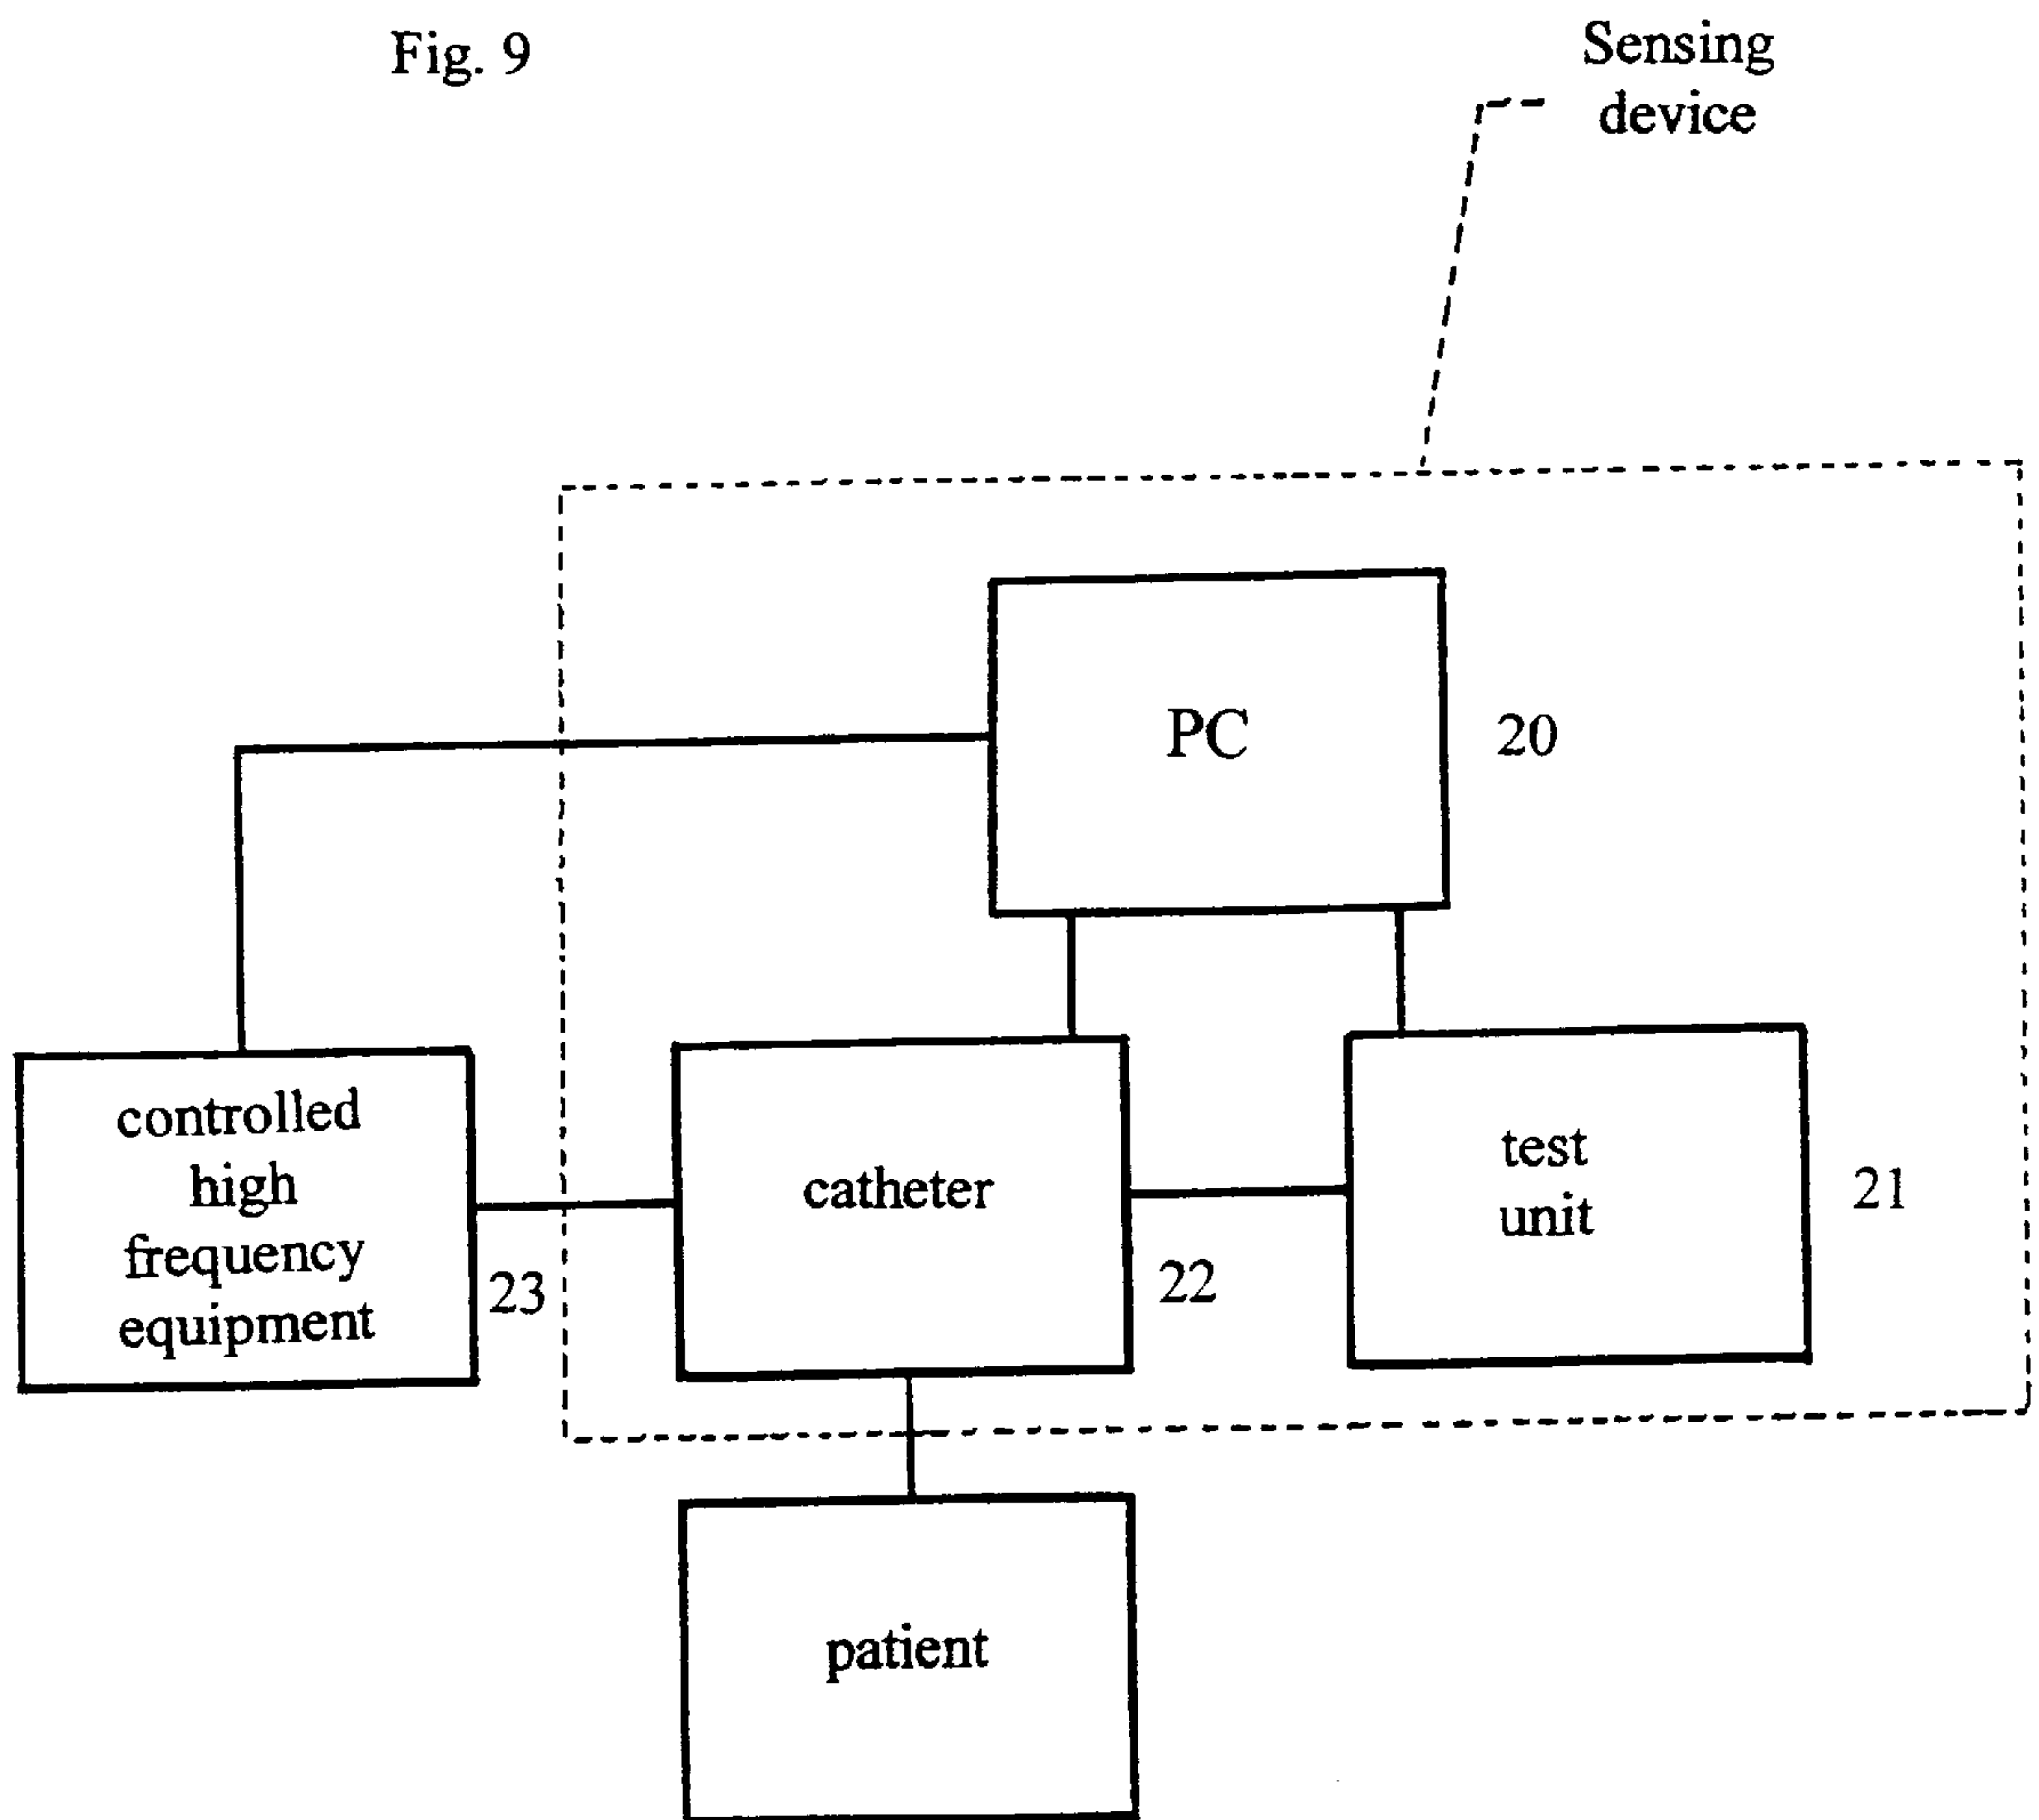 Fig. 9
Sensing
device
PC
20
controlled
high
frequency
equipment
23
catheter
22
test
unit
21
patient